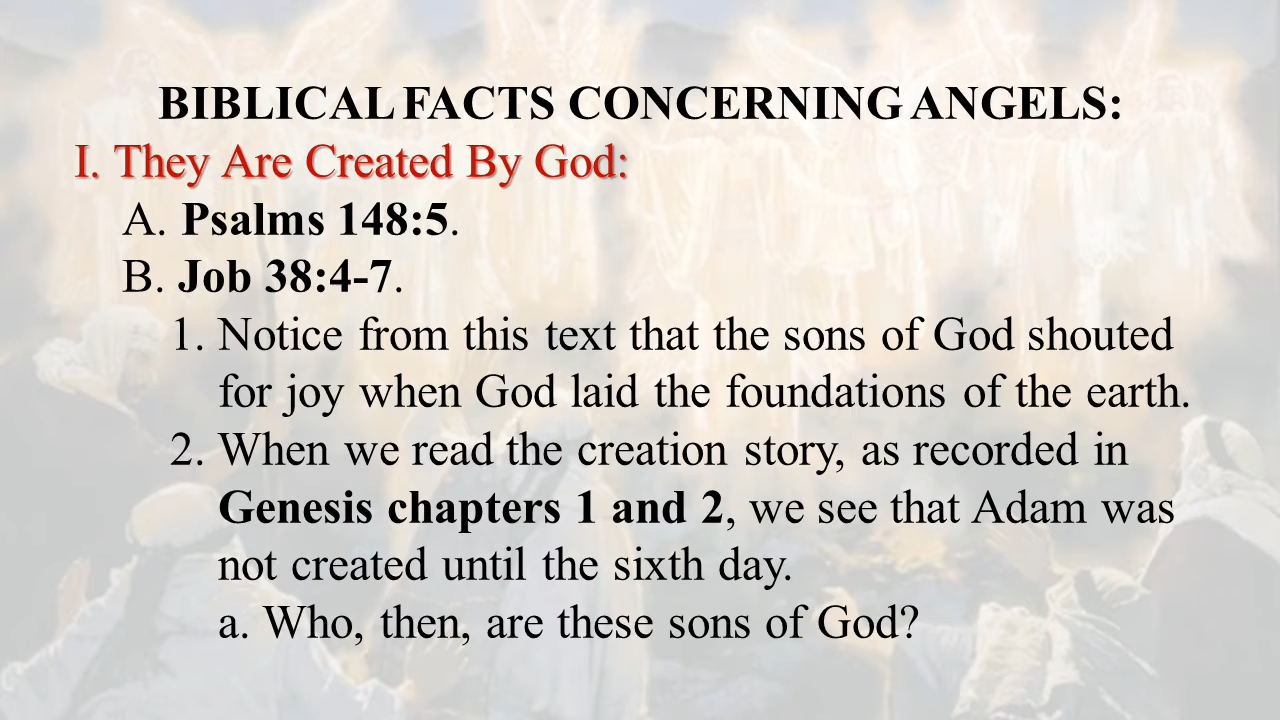 BIBLICAL FACTS CONCERNING ANGELS:
I. They Are Created By God:
A. Psalms 148:5.
B. Job 38:4-7.
1. Notice from this text that the sons of God shouted
for joy when God laid the foundations of the earth.
2. When we read the creation story, as recorded in
Genesis chapters 1 and 2, we see that Adam was
not created until the sixth day.
a. Who, then, are these sons of God?